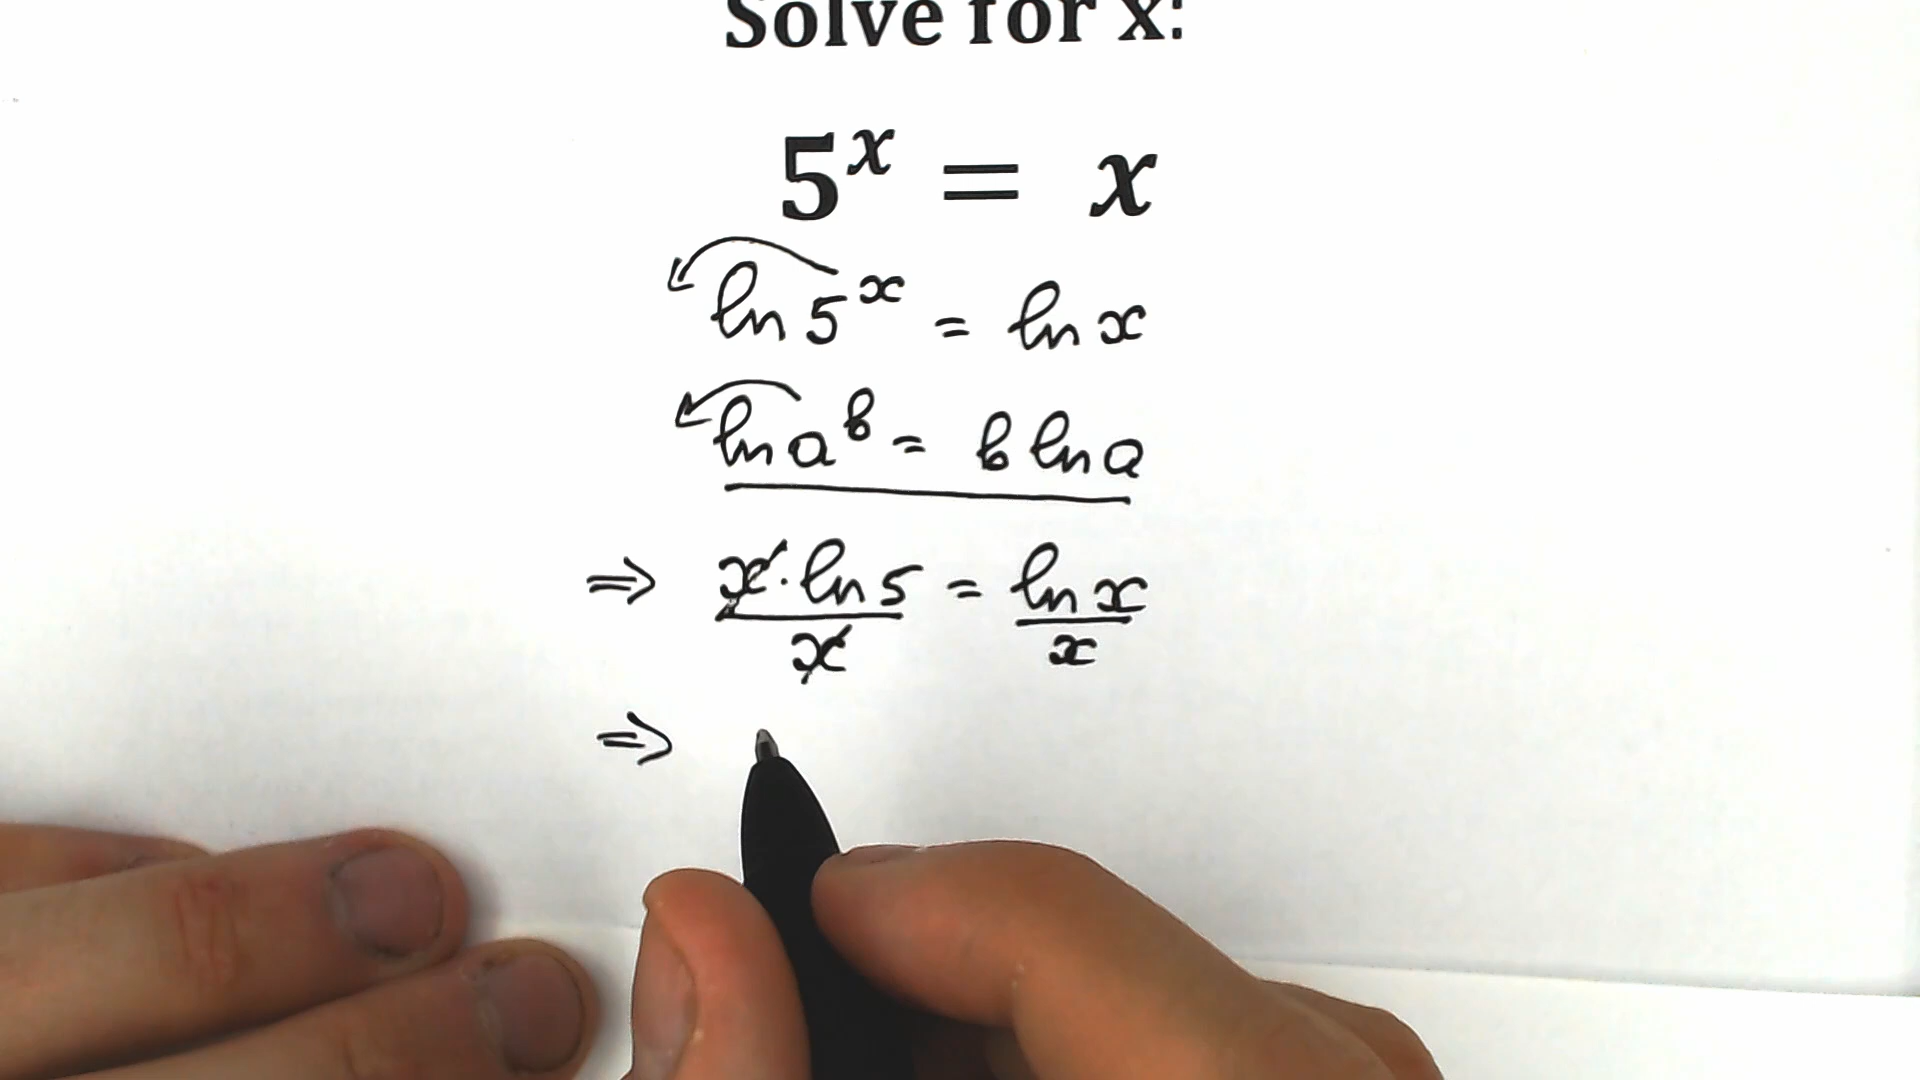 Solve for x:
5^x = x
ln 5^x = ln x
ln a^b = b ln a
⇒ x · ln 5 / x = ln x / x
⇒